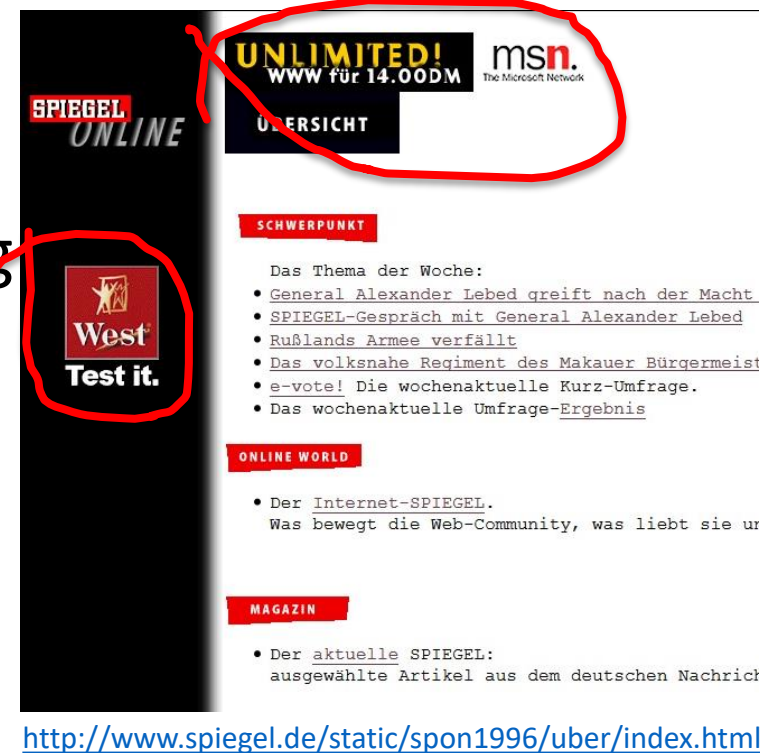 UNLIMITED!
WWW für 14.00DM
msn.
The Microsoft Network
SPIEGEL
ONLINE
ÜBERSICHT
g
SCHWERPUNKT
Das Thema der Woche:
• General Alexander Lebed greift nach der Macht
• SPIEGEL-Gespräch mit General Alexander Lebed
• Rußlands Armee verfällt
• Das volksnahe Regiment des Makauer Bürgermeist
• e-vote! Die wochenaktuelle Kurz-Umfrage.
• Das wochenaktuelle Umfrage-Ergebnis
West
Test it.
ONLINE WORLD
• Der Internet-SPIEGEL.
Was bewegt die Web-Community, was liebt sie un
MAGAZIN
• Der aktuelle SPIEGEL:
ausgewählte Artikel aus dem deutschen Nachrich
http://www.spiegel.de/static/spon1996/uber/index.html